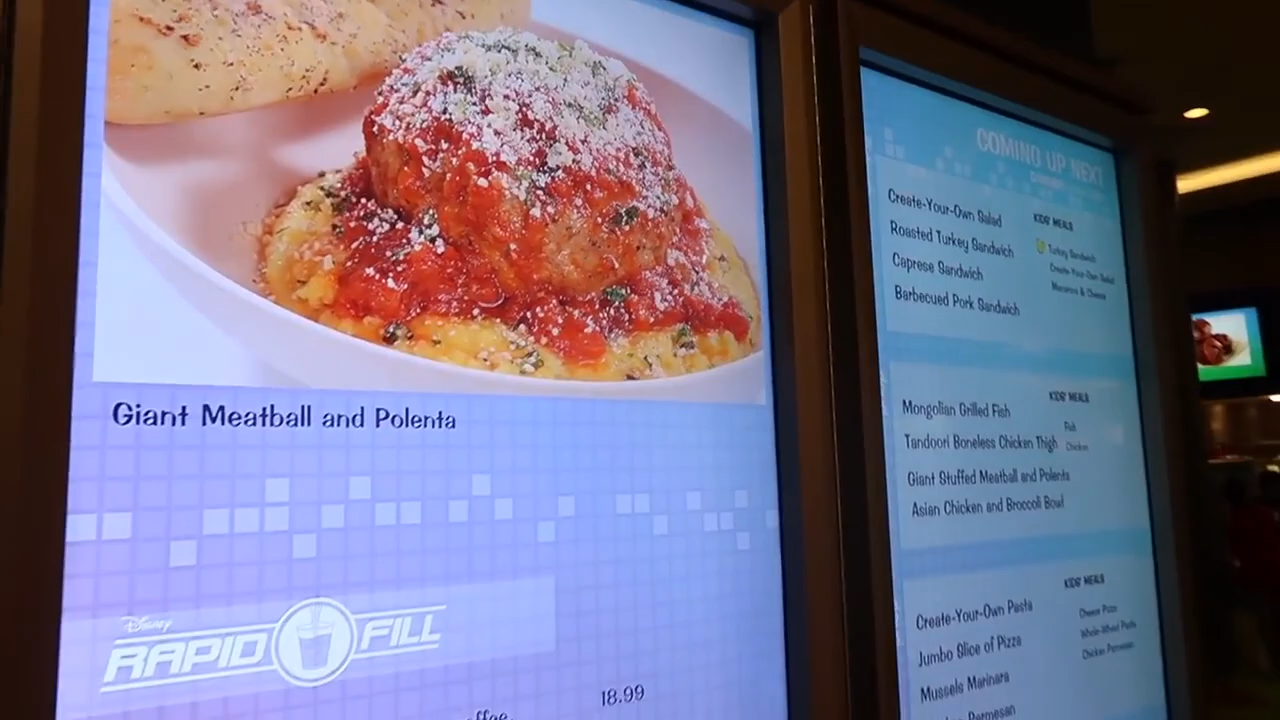 Giant Meatball and Polenta
Disney
RAPID FILL
18.99
COMING UP NEXT
Create-Your-Own Salad
Roasted Turkey Sandwich
Caprese Sandwich
Barbecued Pork Sandwich
KIDS' MEALS
Turkey Sandwich
Create-Your-Own Salad
Macaroni & Cheese
Mongolian Grilled Fish
Tandoori Boneless Chicken Thigh
Giant Stuffed Meatball and Polenta
Asian Chicken and Broccoli Bowl
KIDS' MEALS
Fish
Chicken
Create-Your-Own Pasta
Jumbo Slice of Pizza
Mussels Marinara
Parmesan
KIDS' MEALS
Cheese Pizza
Whole-Wheat Pasta
Chicken Parmesan